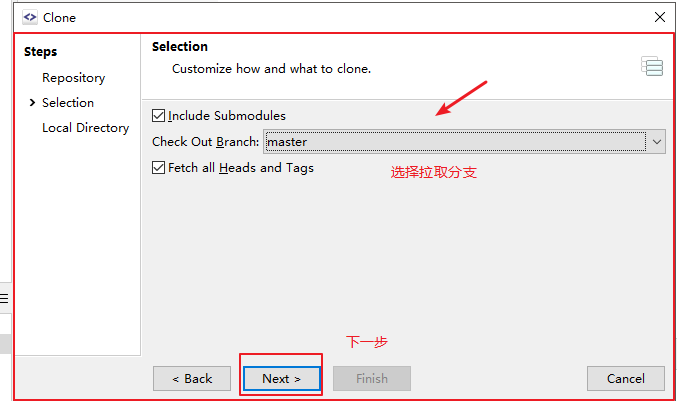 Clone
Steps
Repository
Selection
Local Directory
Selection
Customize how and what to clone.
Include Submodules
Check Out Branch: master
Fetch all Heads and Tags
选择拉取分支
下一步
< Back
Next >
Finish
Cancel